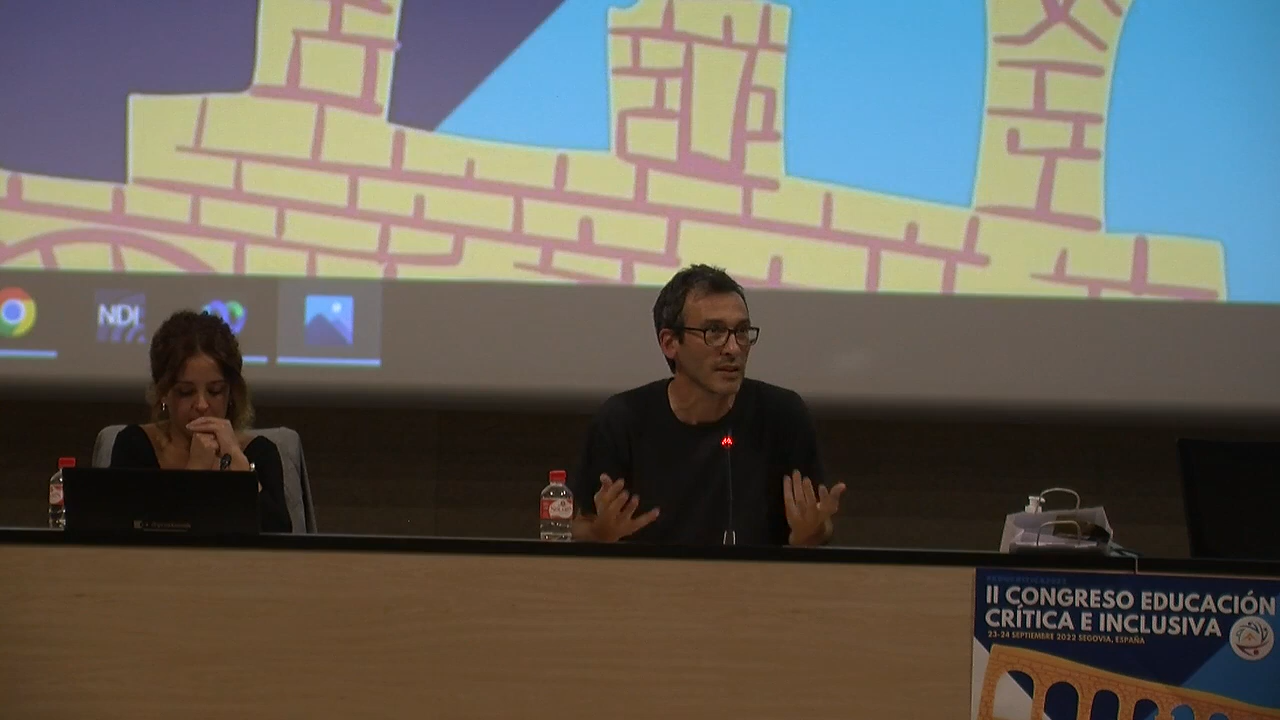 NDI
II CONGRESO EDUCACIÓN
CRÍTICA E INCLUSIVA
23-24 SEPTIEMBRE 2022 SEGOVIA, ESPAÑA